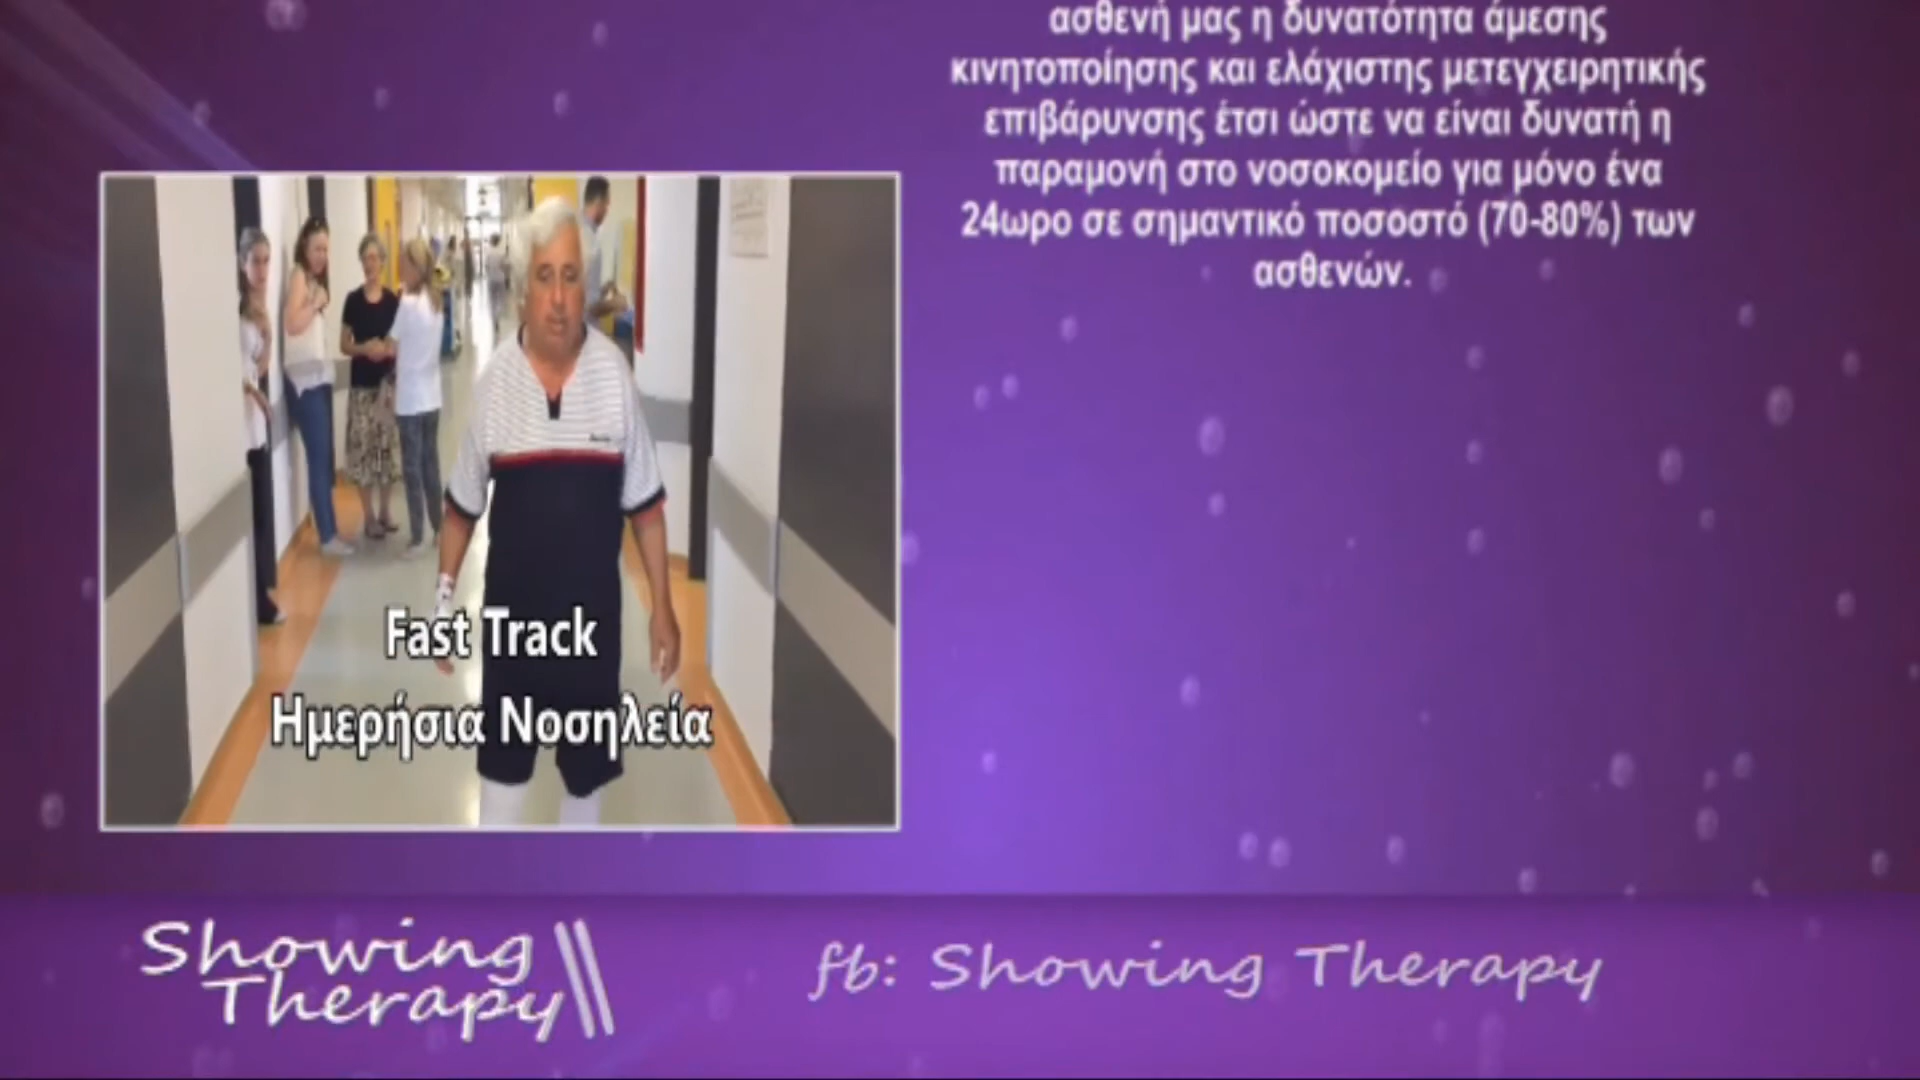 ασθενή μας η δυνατότητα άμεσης
κινητοποίησης και ελάχιστης μετεγχειρητικής
επιβάρυνσης έτσι ώστε να είναι δυνατή η
παραμονή στο νοσοκομείο για μόνο ένα
24ωρο σε σημαντικό ποσοστό (70-80%) των
ασθενών.
Fast Track
Ημερήσια Νοσηλεία
Showing
Therapy
fb: Showing Therapy